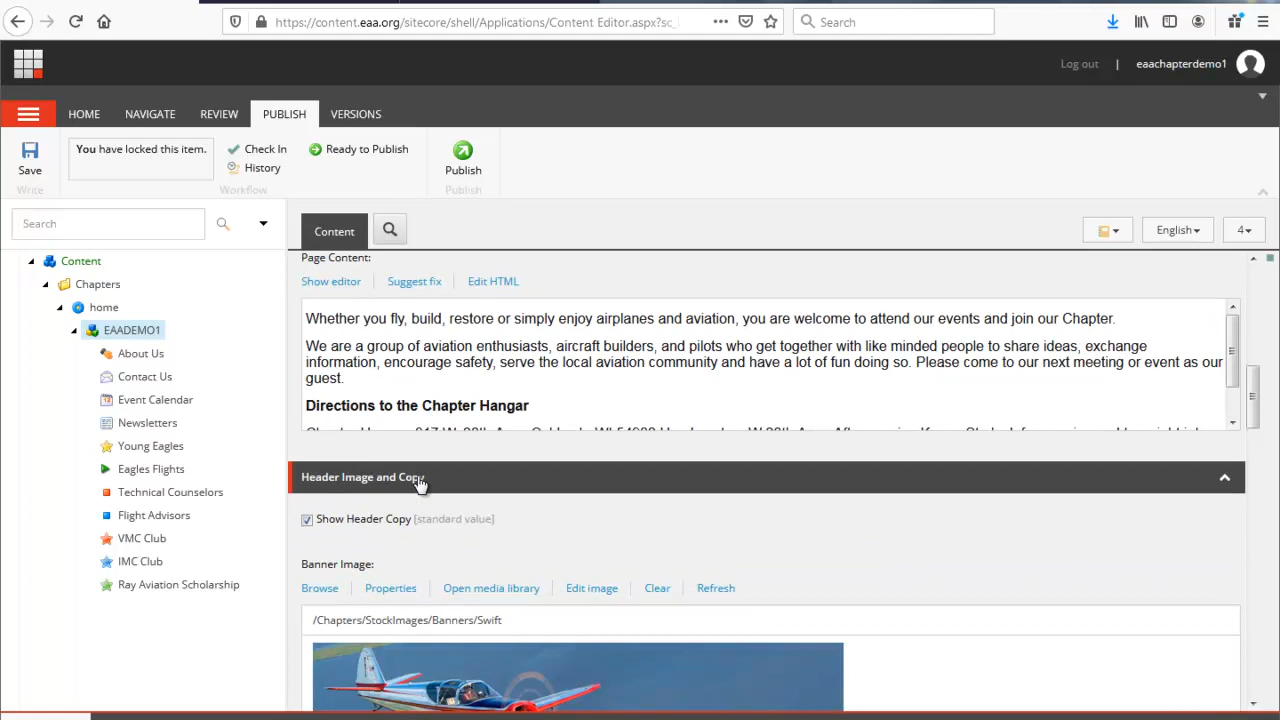 https://content.eaa.org/sitecore/shell/Applications/Content Editor.aspx?sc_
Search
Log out | eaachapterdemo1
HOME NAVIGATE REVIEW PUBLISH VERSIONS
You have locked this item. Check In Ready to Publish
History
Save Publish
Write Workflow Publish
Search
Content English 4
Content
Chapters
home
EAADEMO1
About Us
Contact Us
Event Calendar
Newsletters
Young Eagles
Eagles Flights
Technical Counselors
Flight Advisors
VMC Club
IMC Club
Ray Aviation Scholarship
Page Content:
Show editor Suggest fix Edit HTML
Whether you fly, build, restore or simply enjoy airplanes and aviation, you are welcome to attend our events and join our Chapter.
We are a group of aviation enthusiasts, aircraft builders, and pilots who get together with like minded people to share ideas, exchange
information, encourage safety, serve the local aviation community and have a lot of fun doing so. Please come to our next meeting or event as our
guest.
Directions to the Chapter Hangar
Header Image and Copy
Show Header Copy [standard value]
Banner Image:
Browse Properties Open media library Edit image Clear Refresh
/Chapters/StockImages/Banners/Swift